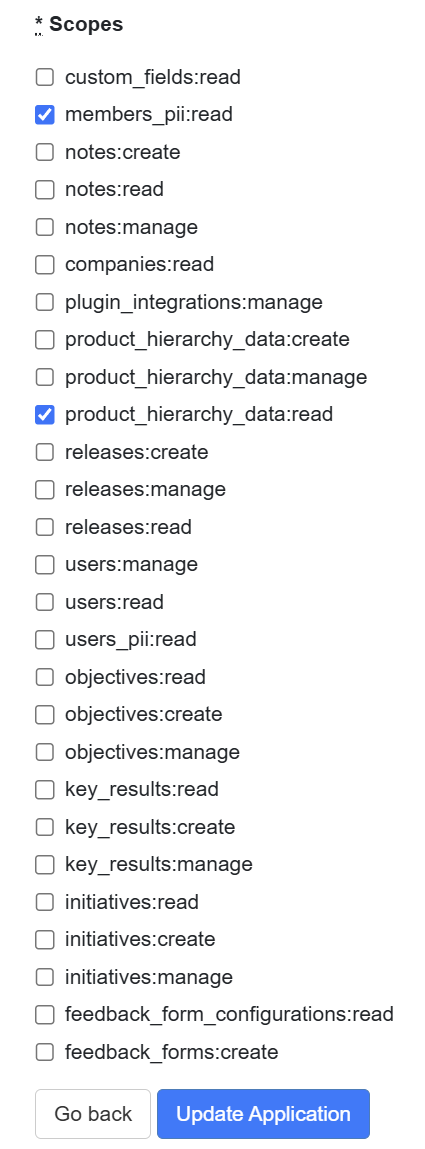 * Scopes
custom_fields:read
members_pii:read
notes:create
notes:read
notes:manage
companies:read
plugin_integrations:manage
product_hierarchy_data:create
product_hierarchy_data:manage
product_hierarchy_data:read
releases:create
releases:manage
releases:read
users:manage
users:read
users_pii:read
objectives:read
objectives:create
objectives:manage
key_results:read
key_results:create
key_results:manage
initiatives:read
initiatives:create
initiatives:manage
feedback_form_configurations:read
feedback_forms:create
Go back Update Application